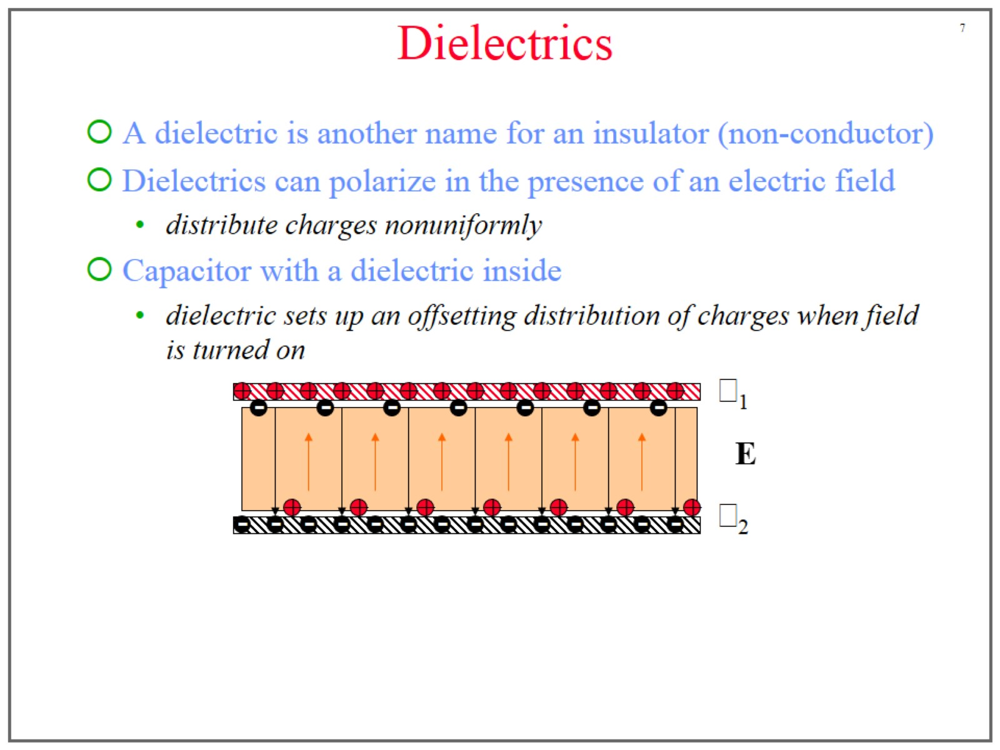 7
Dielectrics
A dielectric is another name for an insulator (non-conductor)
Dielectrics can polarize in the presence of an electric field
• distribute charges nonuniformly
Capacitor with a dielectric inside
• dielectric sets up an offsetting distribution of charges when field
is turned on
□1
E
□2